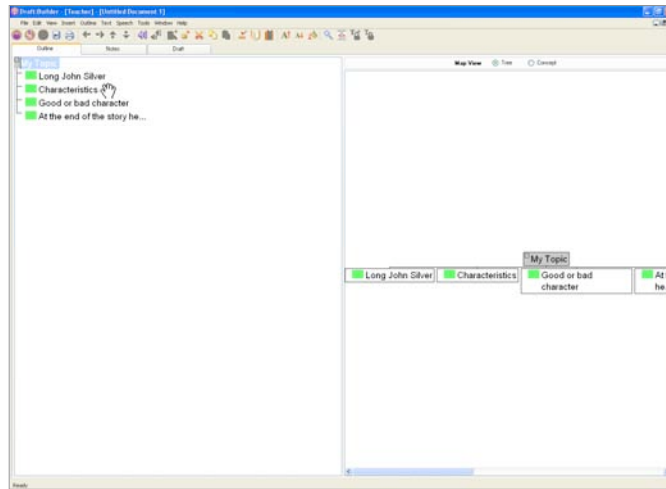 Draft Builder - [Teacher] - [Untitled Document 1]
File Edit View Insert Outline Text Speech Tools Window Help
Outline Notes Draft
My Topic
Long John Silver
Characteristics
Good or bad character
At the end of the story he...
Map View Tree Concept
My Topic
Long John Silver Characteristics Good or bad At
character he
Ready